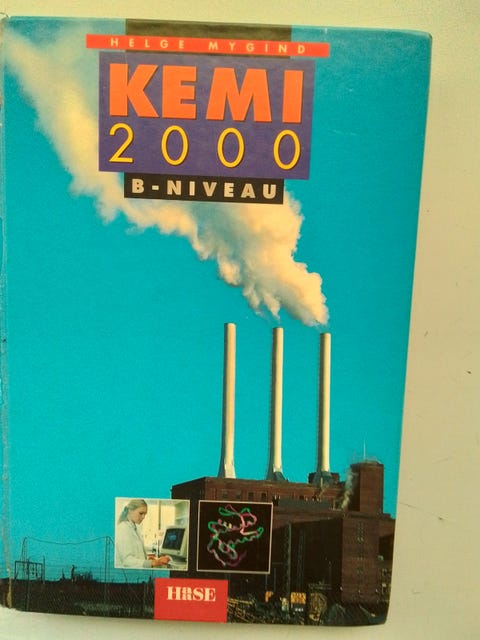 HELGE MYGIND
KEMI
2000
B-NIVEAU
HAASE